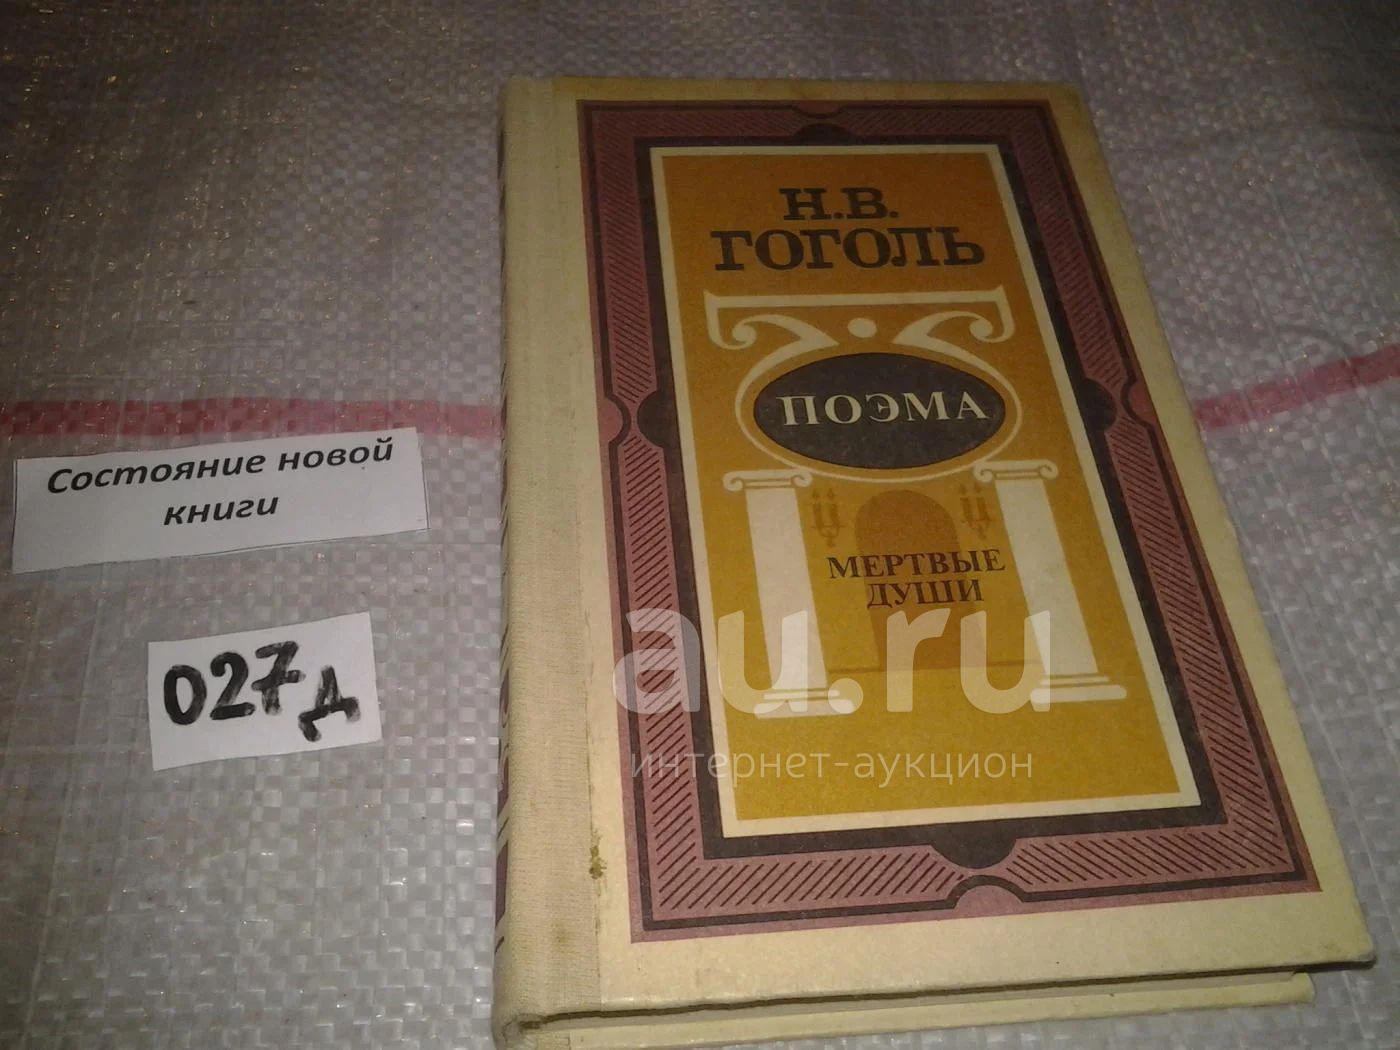 Н.В.
ГОГОЛЬ
ПОЭМА
МЕРТВЫЕ
ДУШИ
Состояние новой
книги
027д
au.ru
интернет-аукцион